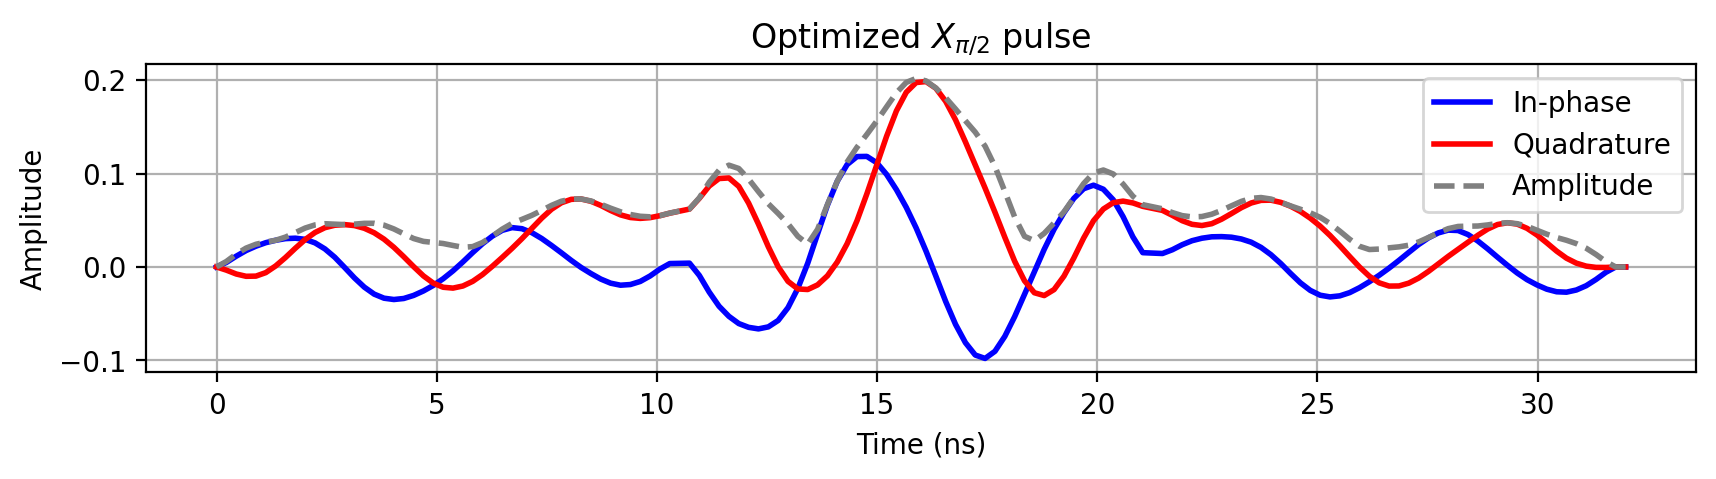 Optimized $X_{\pi/2}$ pulse
0.2
0.1
0.0
−0.1
Amplitude
In-phase
Quadrature
Amplitude
0 5 10 15 20 25 30
Time (ns)